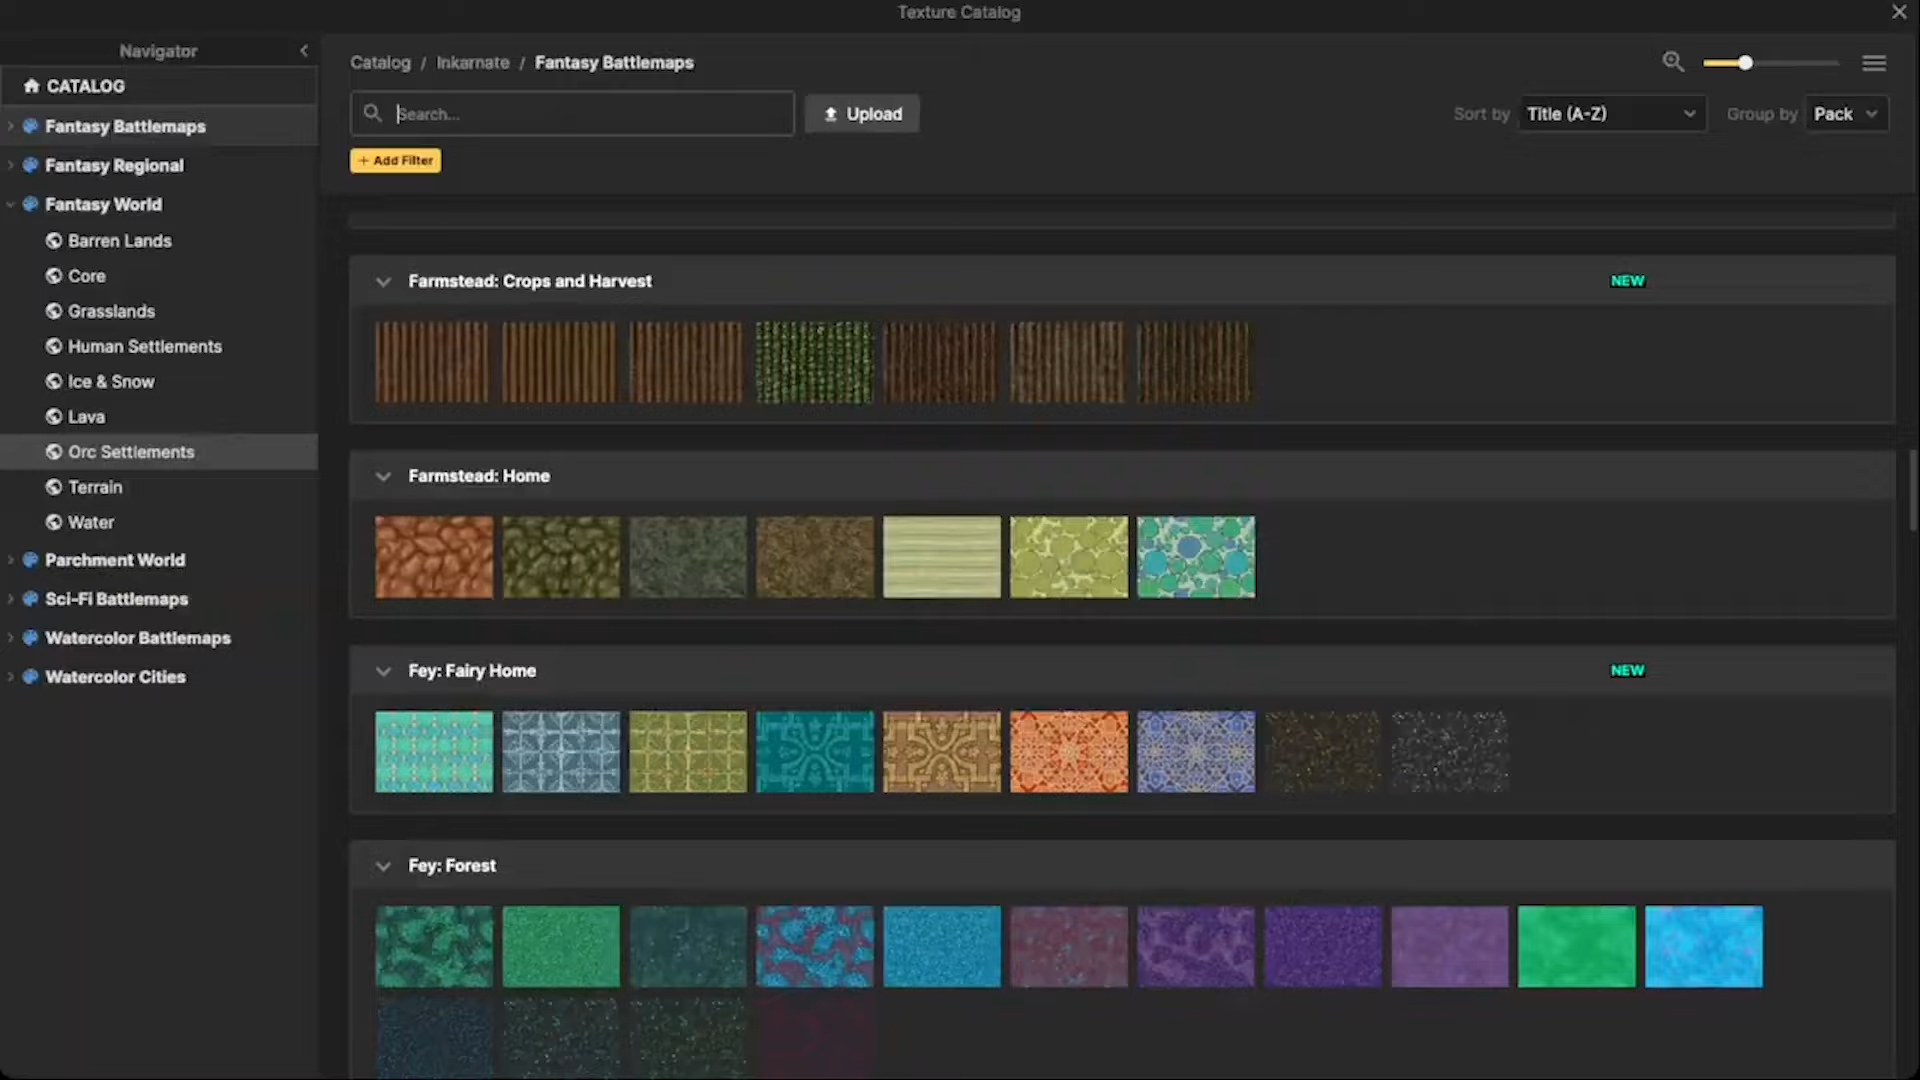 Texture Catalog
Navigator
CATALOG
Fantasy Battlemaps
Fantasy Regional
Fantasy World
Barren Lands
Core
Grasslands
Human Settlements
Ice & Snow
Lava
Orc Settlements
Terrain
Water
Parchment World
Sci-Fi Battlemaps
Watercolor Battlemaps
Watercolor Cities
Catalog / Inkarnate / Fantasy Battlemaps
Search...
Upload
Sort by Title (A-Z)
Group by Pack
+ Add Filter
Farmstead: Crops and Harvest NEW
Farmstead: Home
Fey: Fairy Home NEW
Fey: Forest